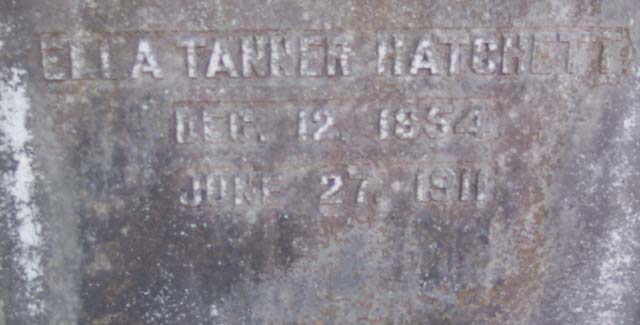 ELLA TANNER HATCHETT
DEC. 12, 1834
JUNE 27, 1911